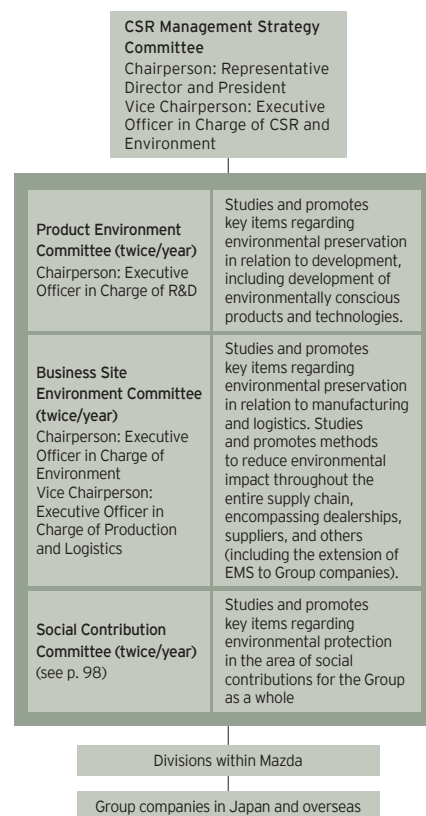 CSR Management Strategy
Committee
Chairperson: Representative
Director and President
Vice Chairperson: Executive
Officer in Charge of CSR and
Environment
Product Environment
Committee (twice/year)
Chairperson: Executive
Officer in Charge of R&D
Studies and promotes
key items regarding
environmental preservation
in relation to development,
including development of
environmentally conscious
products and technologies.
Business Site
Environment Committee
(twice/year)
Chairperson: Executive
Officer in Charge of
Environment
Vice Chairperson:
Executive Officer in
Charge of Production
and Logistics
Studies and promotes
key items regarding
environmental preservation
in relation to manufacturing
and logistics. Studies
and promotes methods
to reduce environmental
impact throughout the
entire supply chain,
encompassing dealerships,
suppliers, and others
(including the extension of
EMS to Group companies).
Social Contribution
Committee (twice/year)
(see p. 98)
Studies and promotes
key items regarding
environmental protection
in the area of social
contributions for the Group
as a whole
Divisions within Mazda
Group companies in Japan and overseas